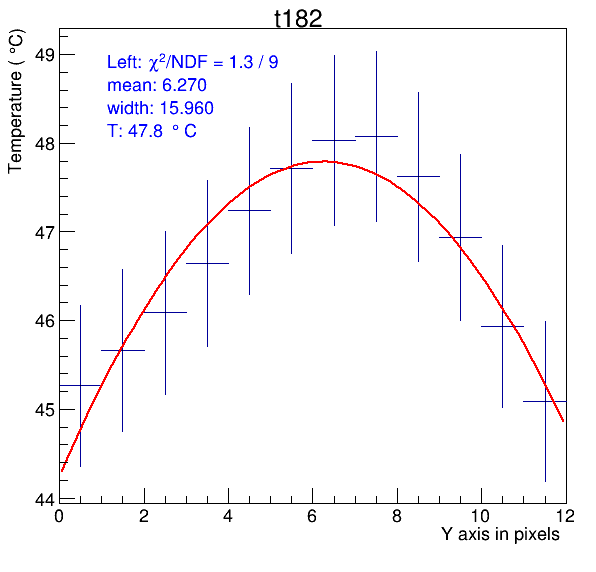 t182
Temperature ( °C)
Left: χ²/NDF = 1.3 / 9
mean: 6.270
width: 15.960
T: 47.8 ° C
49
48
47
46
45
44
0 2 4 6 8 10 12
Y axis in pixels